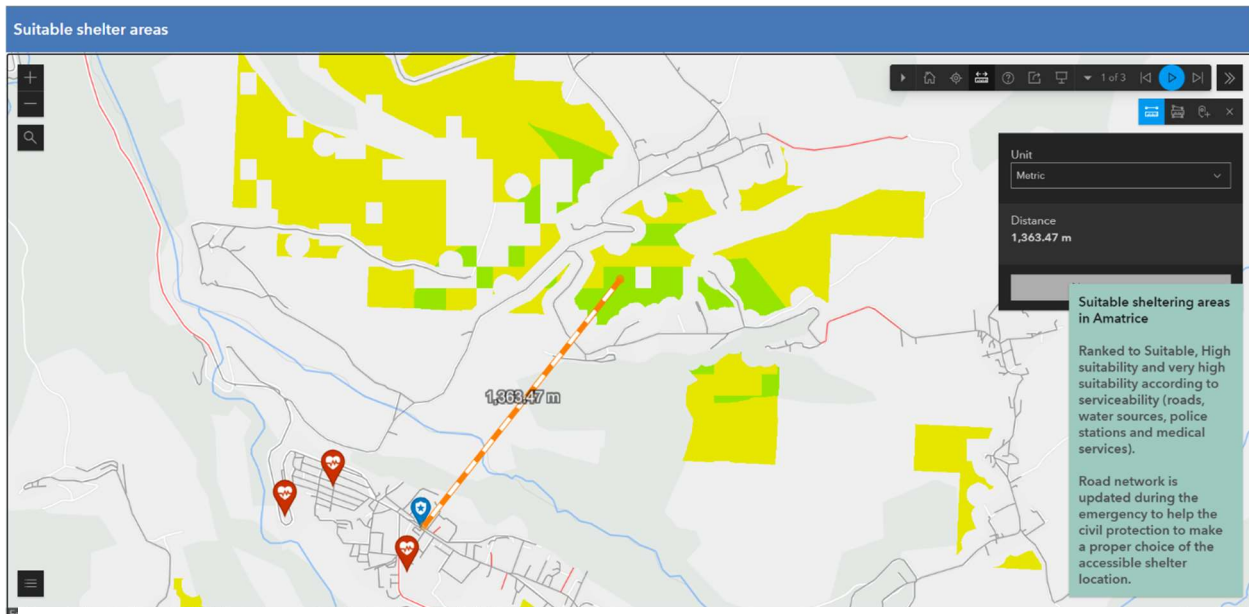 Suitable shelter areas
1 of 3
Unit
Metric
Distance
1,363.47 m
1,363.47 m
Suitable sheltering areas
in Amatrice
Ranked to Suitable, High
suitability and very high
suitability according to
serviceability (roads,
water sources, police
stations and medical
services).
Road network is
updated during the
emergency to help the
civil protection to make
a proper choice of the
accessible shelter
location.